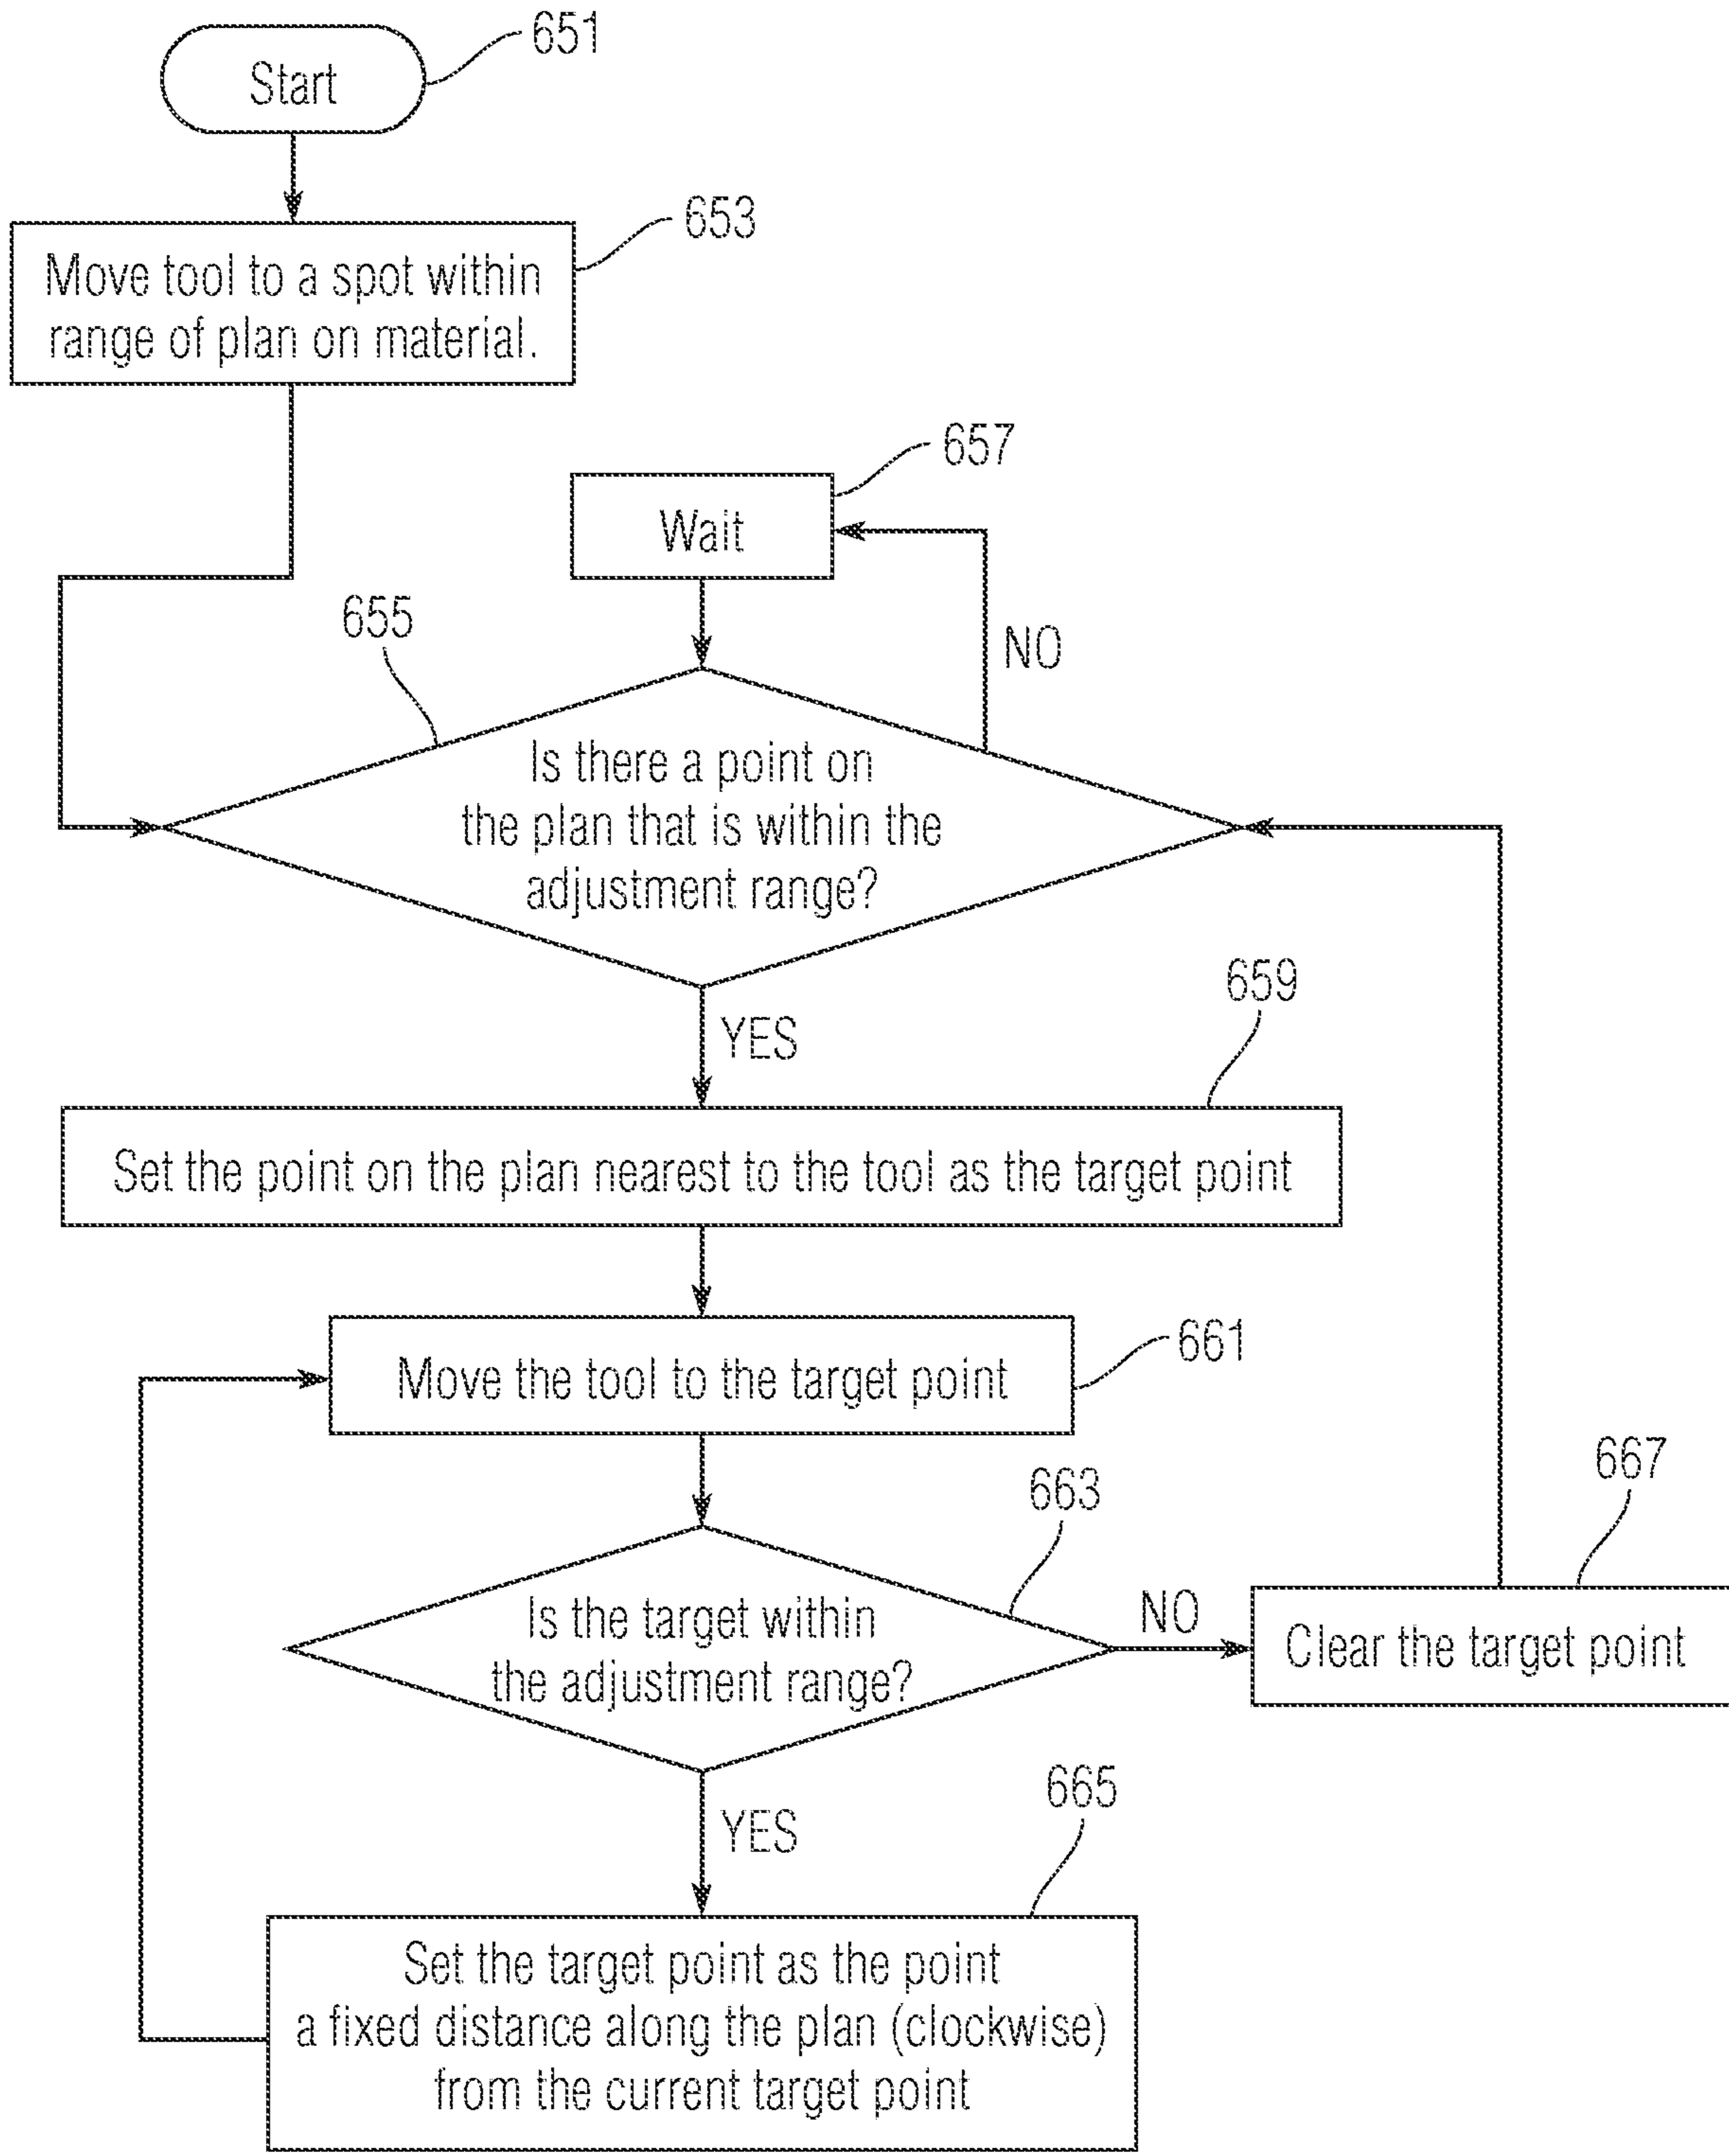 651
Start
653
Move tool to a spot within
range of plan on material.
657
Wait
655
NO
Is there a point on
the plan that is within the
adjustment range?
659
YES
Set the point on the plan nearest to the tool as the target point
661
Move the tool to the target point
663
667
Is the target within
the adjustment range?
NO
Clear the target point
665
YES
Set the target point as the point
a fixed distance along the plan (clockwise)
from the current target point